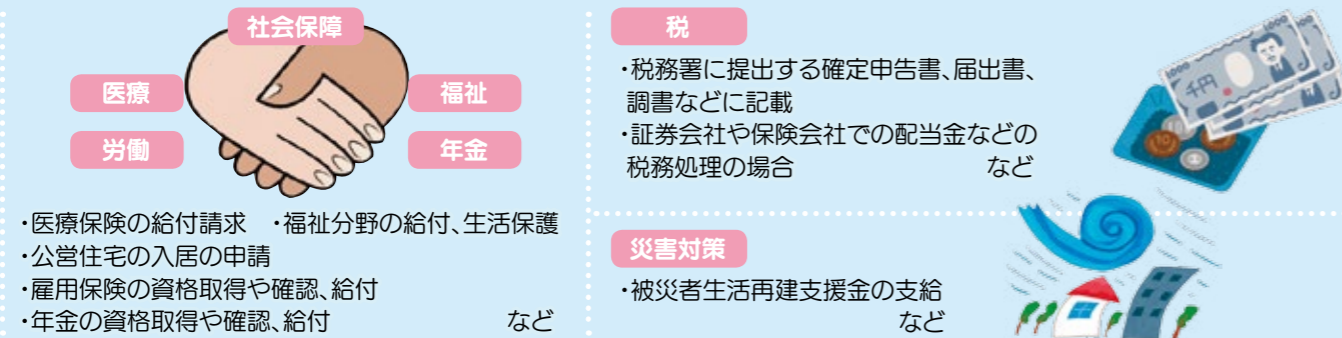 社会保障
医療
福祉
労働
年金
・医療保険の給付請求　・福祉分野の給付、生活保護
・公営住宅の入居の申請
・雇用保険の資格取得や確認、給付
・年金の資格取得や確認、給付　など
税
・税務署に提出する確定申告書、届出書、
調書などに記載
・証券会社や保険会社での配当金などの
税務処理の場合　など
1000
千円
1000
災害対策
・被災者生活再建支援金の支給
など